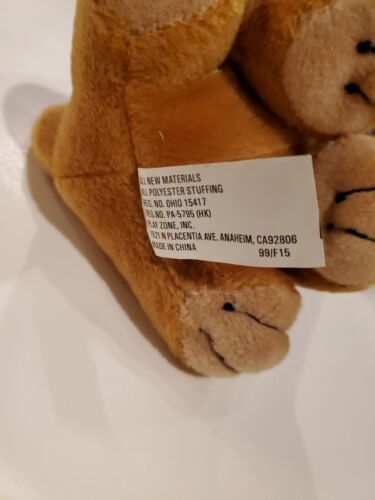 ALL NEW MATERIALS
ALL POLYESTER STUFFING
REG. NO. OHIO 15417
REG.NO. PA-5795 (HK)
PLAY ZONE, INC.
1521 N PLACENTIA AVE. ANAHEIM, CA92806
MADE IN CHINA
99/F15